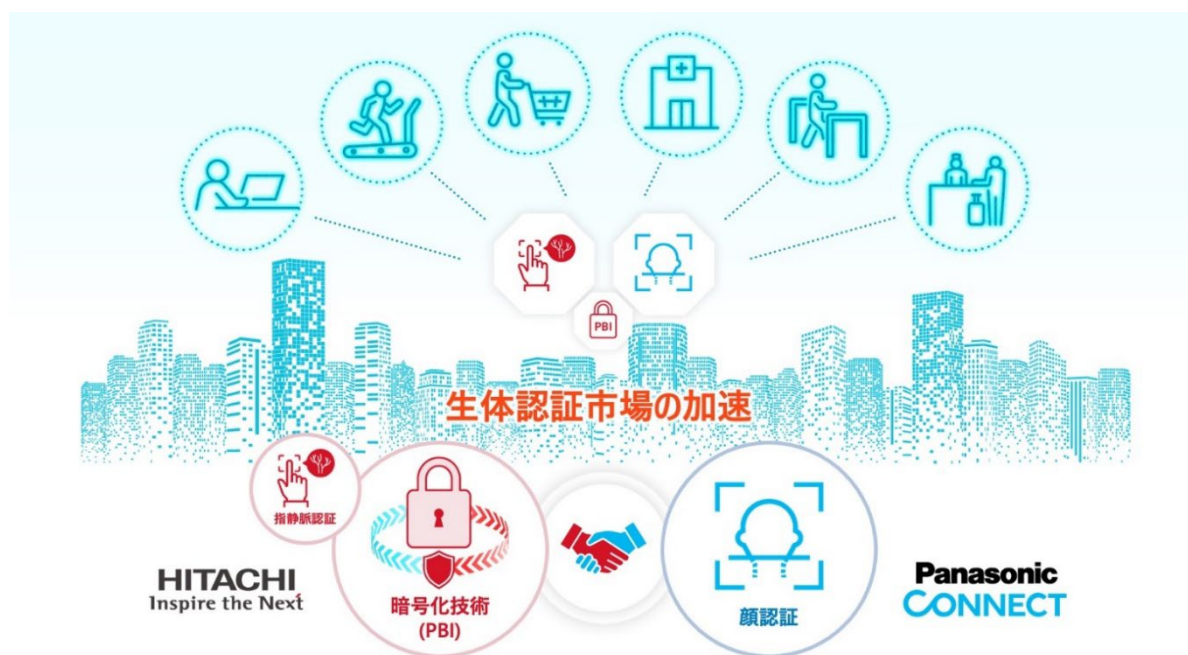 PBI
生体認証市場の加速
指静脈認証
HITACHI
Inspire the Next
暗号化技術
(PBI)
顔認証
Panasonic
CONNECT